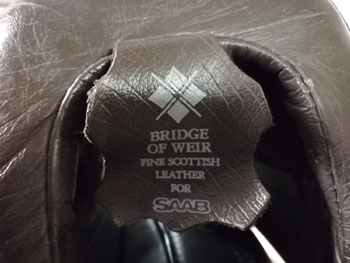 BRIDGE
OF WEIR
FINE SCOTTISH
LEATHER
FOR
SAAB